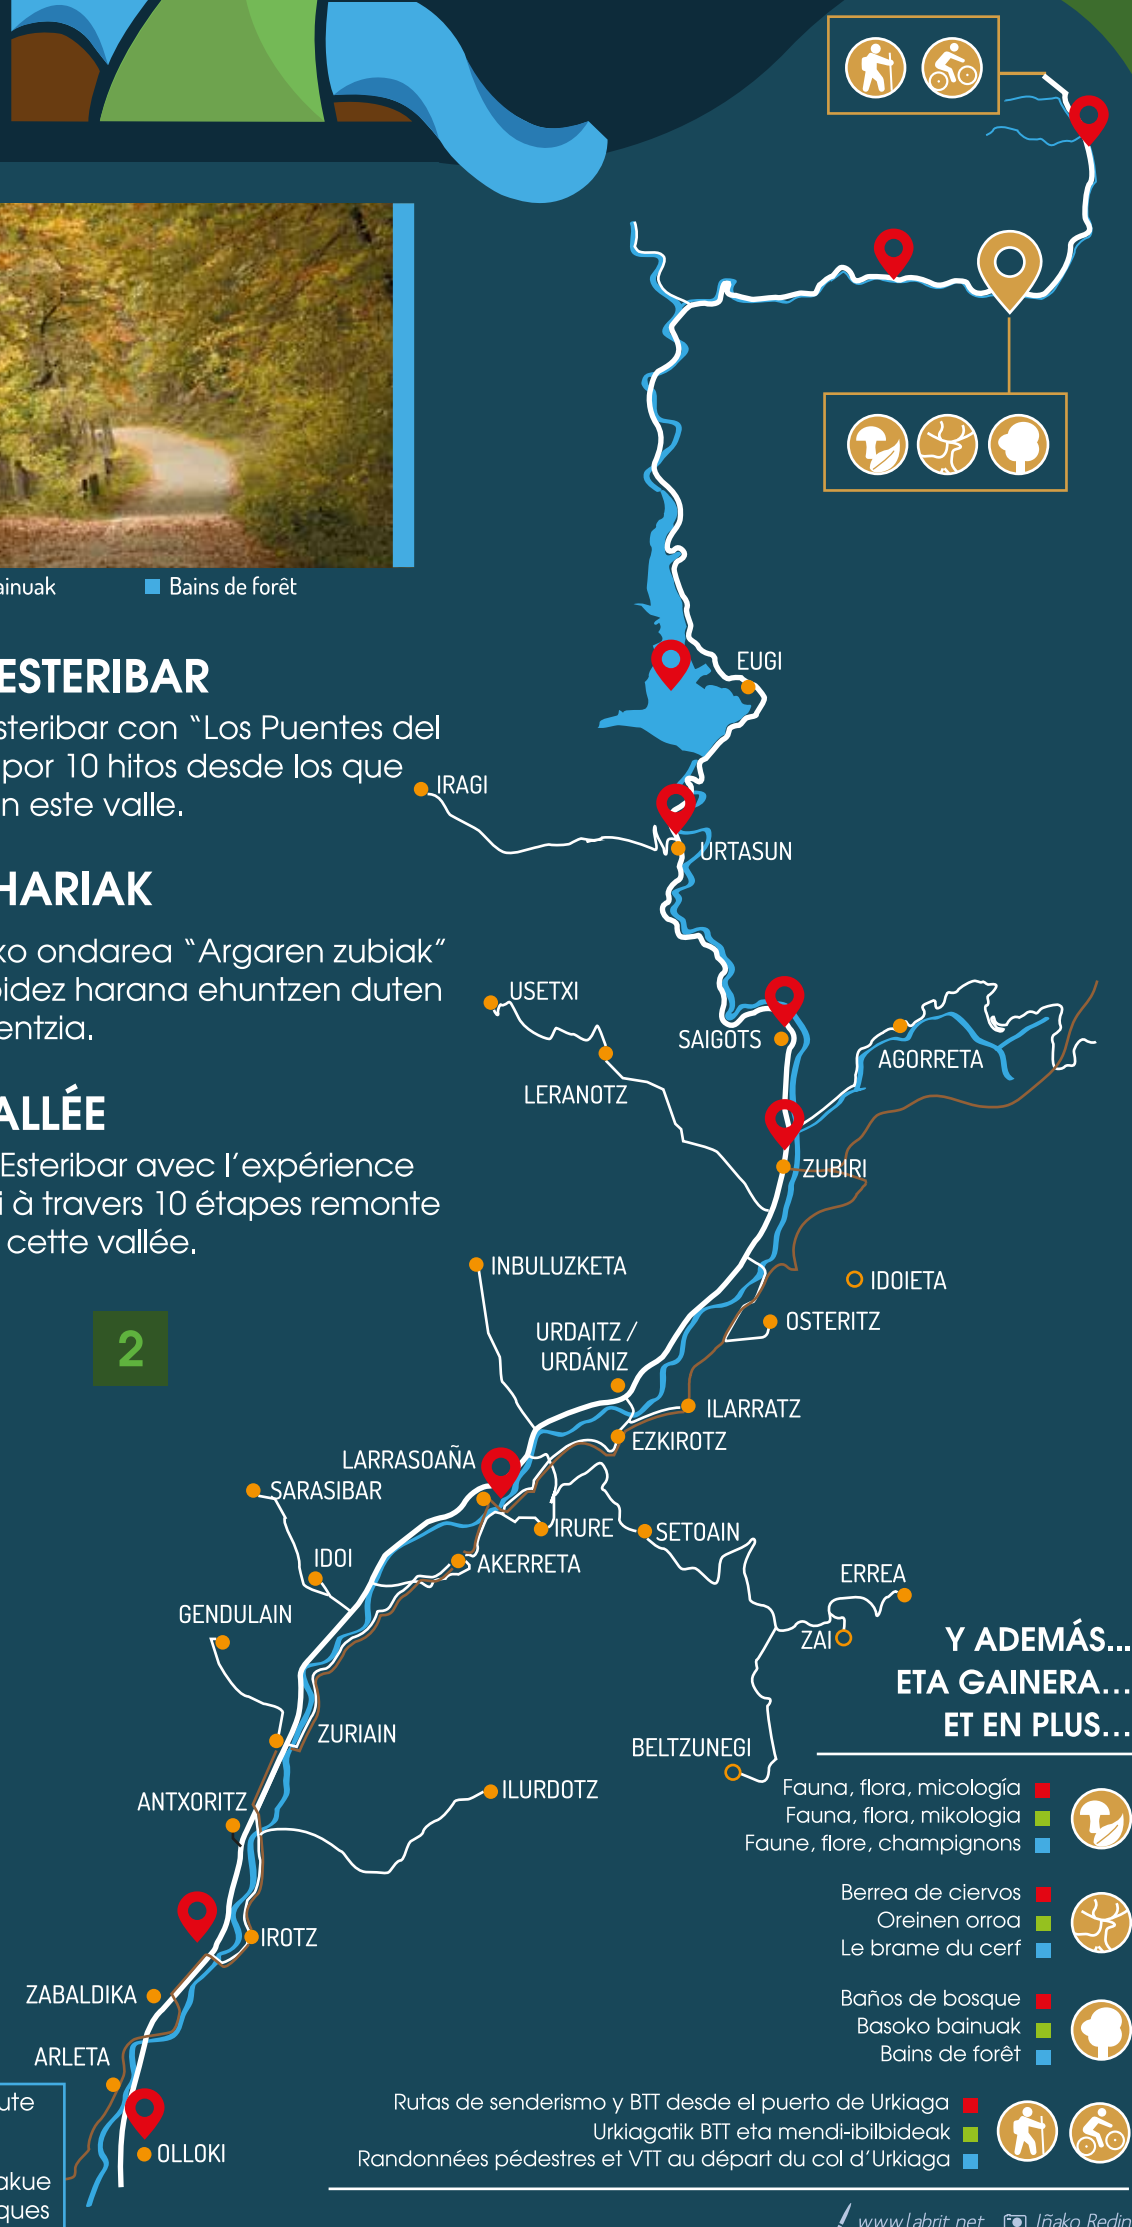 ainuak
Bains de forêt
ESTERIBAR
steribar con “Los Puentes del
por 10 hitos desde los que
n este valle.
HARIAK
ko ondarea “Argaren zubiak”
bidez harana ehuntzen duten
entzia.
ALLÉE
Esteribar avec l’expérience
i à travers 10 étapes remonte
cette vallée.
2
EUGI
IRAGI
URTASUN
USETXI
SAIGOTS
AGORRETA
LERANOTZ
ZUBIRI
INBULUZKETA
IDOIETA
OSTERITZ
URDAITZ /
URDÁNIZ
ILARRATZ
EZKIROTZ
LARRASOAÑA
SARASIBAR
IRURE
SETOAIN
IDOI
AKERRETA
ERREA
GENDULAIN
ZAI
ZURIAIN
BELTZUNEGI
ILURDOTZ
ANTXORITZ
IROTZ
ZABALDIKA
ARLETA
OLLOKI
Y ADEMÁS...
ETA GAINERA...
ET EN PLUS...
Fauna, flora, micología
Fauna, flora, mikologia
Faune, flore, champignons
Berrea de ciervos
Oreinen orroa
Le brame du cerf
Baños de bosque
Basoko bainuak
Bains de forêt
Rutas de senderismo y BTT desde el puerto de Urkiaga
Urkiagatik BTT eta mendi-ibilbideak
Randonnées pédestres et VTT au départ du col d’Urkiaga
ute
akue
ques
www.labrit.net
Iñako Redin